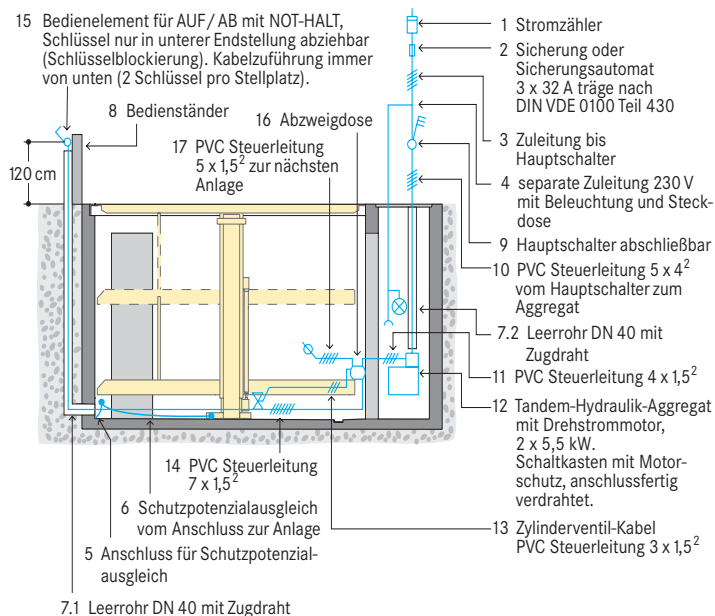 15 Bedienelement für AUF/ AB mit NOT-HALT,
Schlüssel nur in unterer Endstellung abziehbar
(Schlüsselblockierung). Kabelzuführung immer
von unten (2 Schlüssel pro Stellplatz).
8 Bedienständer
16 Abzweigdose
17 PVC Steuerleitung
5 x 1,5² zur nächsten
Anlage
120 cm
1 Stromzähler
2 Sicherung oder
Sicherungsautomat
3 x 32 A träge nach
DIN VDE 0100 Teil 430
3 Zuleitung bis
Hauptschalter
4 separate Zuleitung 230 V
mit Beleuchtung und Steck-
dose
9 Hauptschalter abschließbar
10 PVC Steuerleitung 5 x 4²
vom Hauptschalter zum
Aggregat
7.2 Leerrohr DN 40 mit
Zugdraht
11 PVC Steuerleitung 4 x 1,5²
12 Tandem-Hydraulik-Aggregat
mit Drehstrommotor,
2 x 5,5 kW.
Schaltkasten mit Motor-
schutz, anschlussfertig
verdrahtet.
13 Zylinderventil-Kabel
PVC Steuerleitung 3 x 1,5²
14 PVC Steuerleitung
7 x 1,5²
6 Schutzpotenzialausgleich
vom Anschluss zur Anlage
5 Anschluss für Schutzpotenzial-
ausgleich
7.1 Leerrohr DN 40 mit Zugdraht